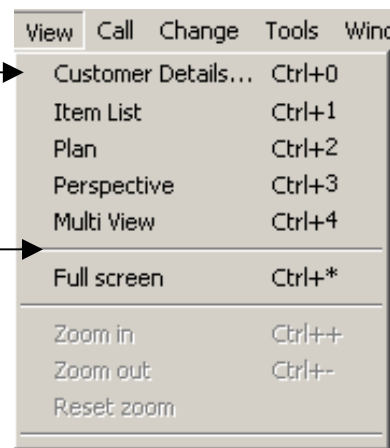 View Call Change Tools Wind
Customer Details... Ctrl+0
Item List Ctrl+1
Plan Ctrl+2
Perspective Ctrl+3
Multi View Ctrl+4
Full screen Ctrl+*
Zoom in Ctrl++
Zoom out Ctrl+-
Reset zoom